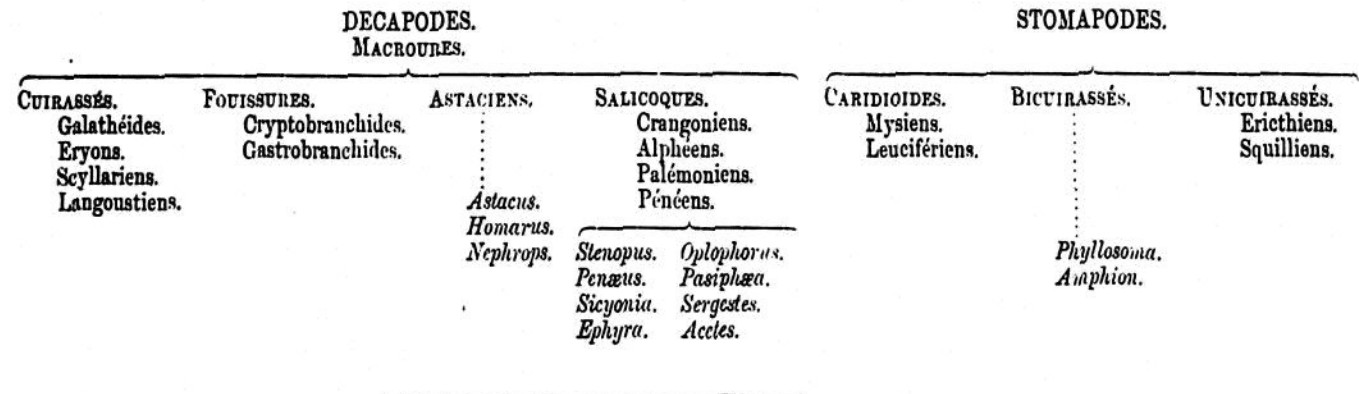 DECAPODES.
MACROURES.
STOMAPODES.
CUIRASSÉS.
Galathéides.
Eryons.
Scyllariens.
Langoustiens.
FOUISSURES.
Cryptobranchides.
Gastrobranchides.
ASTACIENS.
Astacus.
Homarus.
Nephrops.
SALICOQUES.
Crangoniens.
Alphéens.
Palémoniens.
Pénéens.
Stenopus. Oplophorus.
Penæus. Pasiphæa.
Sicyonia. Sergestes.
Ephyra. Acetes.
CARIDIOIDES.
Mysiens.
Leucifériens.
BICUIRASSÉS.
Phyllosoma.
Amphion.
UNICUIRASSÉS.
Ericthiens.
Squilliens.